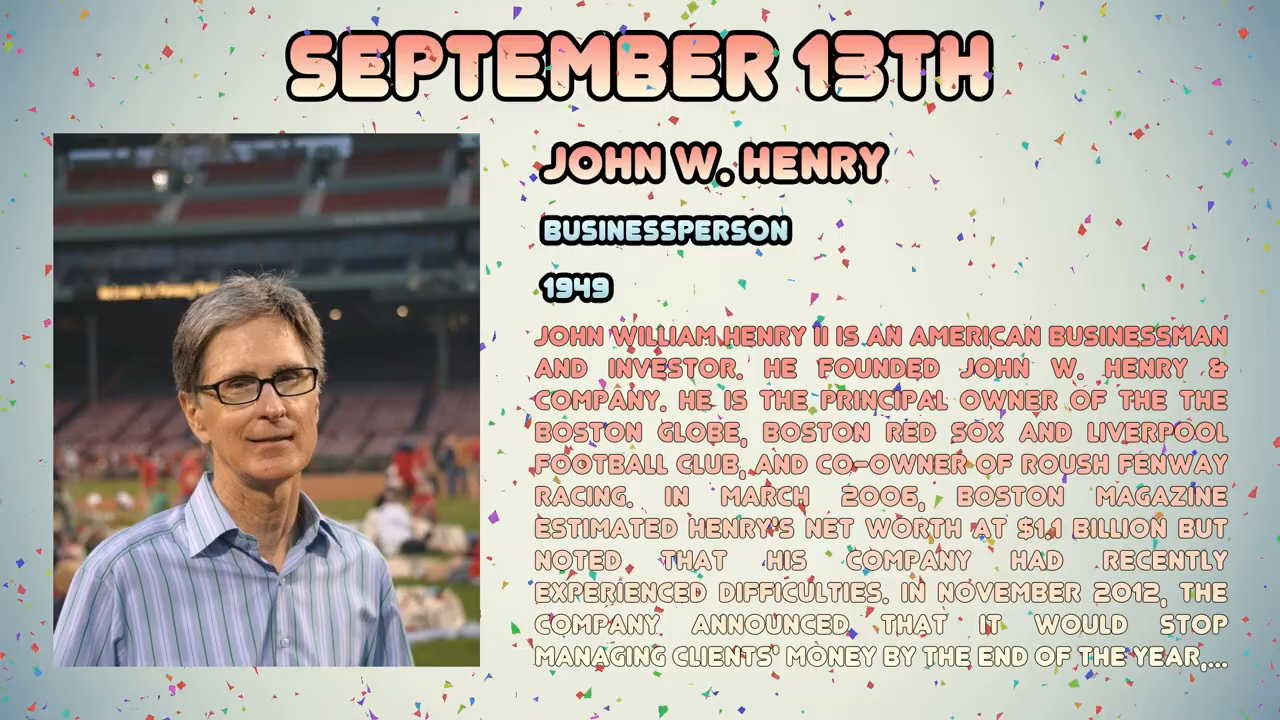 SEPTEMBER 13TH
JOHN W. HENRY
BUSINESSPERSON
1949
JOHN WILLIAM HENRY II IS AN AMERICAN BUSINESSMAN
AND INVESTOR. HE FOUNDED JOHN W. HENRY &
COMPANY. HE IS THE PRINCIPAL OWNER OF THE THE
BOSTON GLOBE, BOSTON RED SOX AND LIVERPOOL
FOOTBALL CLUB, AND CO-OWNER OF ROUSH FENWAY
RACING. IN MARCH 2006, BOSTON MAGAZINE
ESTIMATED HENRY'S NET WORTH AT $1.1 BILLION BUT
NOTED THAT HIS COMPANY HAD RECENTLY
EXPERIENCED DIFFICULTIES. IN NOVEMBER 2012, THE
COMPANY ANNOUNCED THAT IT WOULD STOP
MANAGING CLIENTS' MONEY BY THE END OF THE YEAR,...